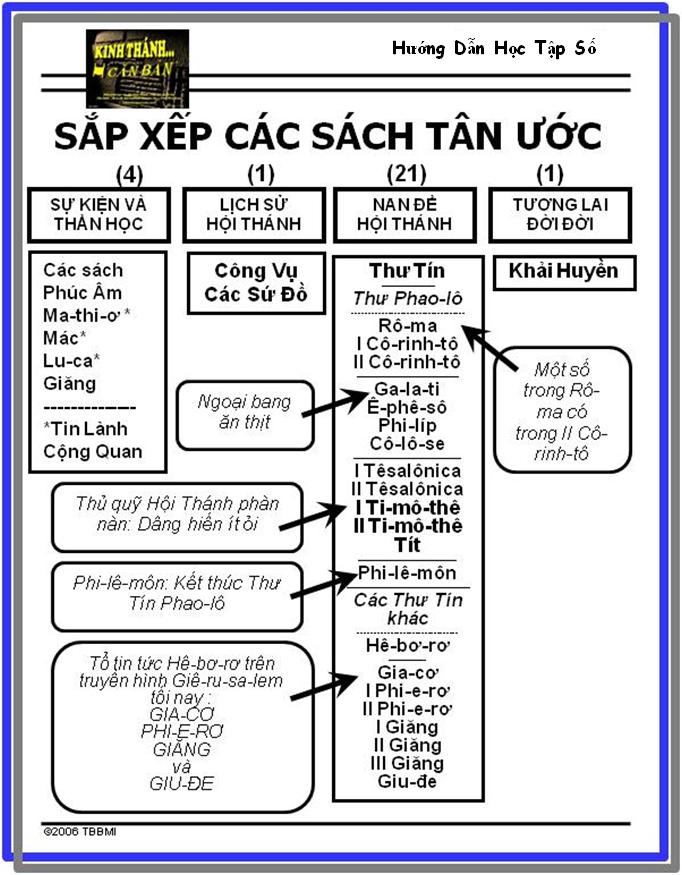 KINH THÁNH...
CĂN BẢN
Hướng Dẫn Học Tập Số
SẮP XẾP CÁC SÁCH TÂN ƯỚC
(4)
SỰ KIỆN VÀ
THẦN HỌC
Các sách
Phúc Âm
Ma-thi-ơ *
Mác*
Lu-ca*
Giăng
---------------
*Tin Lành
Cộng Quan
(1)
LỊCH SỬ
HỘI THÁNH
Công Vụ
Các Sứ Đồ
(21)
NAN ĐỀ
HỘI THÁNH
Thư Tín
Thư Phao-lô
Rô-ma
I Cô-rinh-tô
II Cô-rinh-tô
Ga-la-ti
Ê-phê-sô
Phi-líp
Cô-lô-se
I Têsalônica
II Têsalônica
I Ti-mô-thê
II Ti-mô-thê
Tít
Phi-lê-môn
Các Thư Tín
khác
Hê-bơ-rơ
Gia-cơ
I Phi-e-rơ
II Phi-e-rơ
I Giăng
II Giăng
III Giăng
Giu-đe
(1)
TƯƠNG LAI
ĐỜI ĐỜI
Khải Huyền
Một số
trong Rô-
ma có
trong II Cô-
rinh-tô
Ngoại bang
ăn thịt
Thủ quỹ Hội Thánh phàn
nàn: Dâng hiến ít ỏi
Phi-lê-môn: Kết thúc Thư
Tín Phao-lô
Tổ tin tức Hê-bơ-rơ trên
truyên hình Giê-ru-sa-lem
tôi nay :
GIA-CƠ
PHI-E-RƠ
GIĂNG
và
GIU-ĐE
©2006 TBBMI